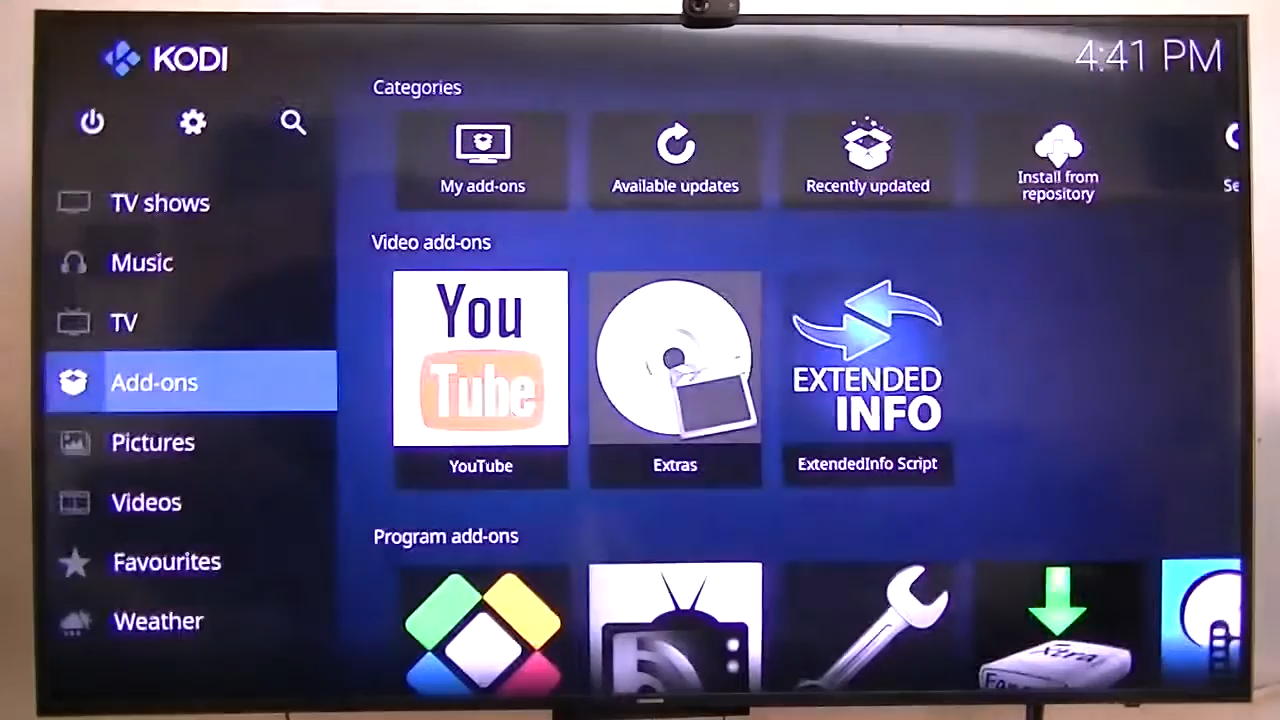 KODI
4:41 PM
Categories
My add-ons
Available updates
Recently updated
Install from
repository
TV shows
Music
TV
Add-ons
Pictures
Videos
Favourites
Weather
Video add-ons
You
Tube
YouTube
Extras
EXTENDED
INFO
ExtendedInfo Script
Program add-ons
Xtra